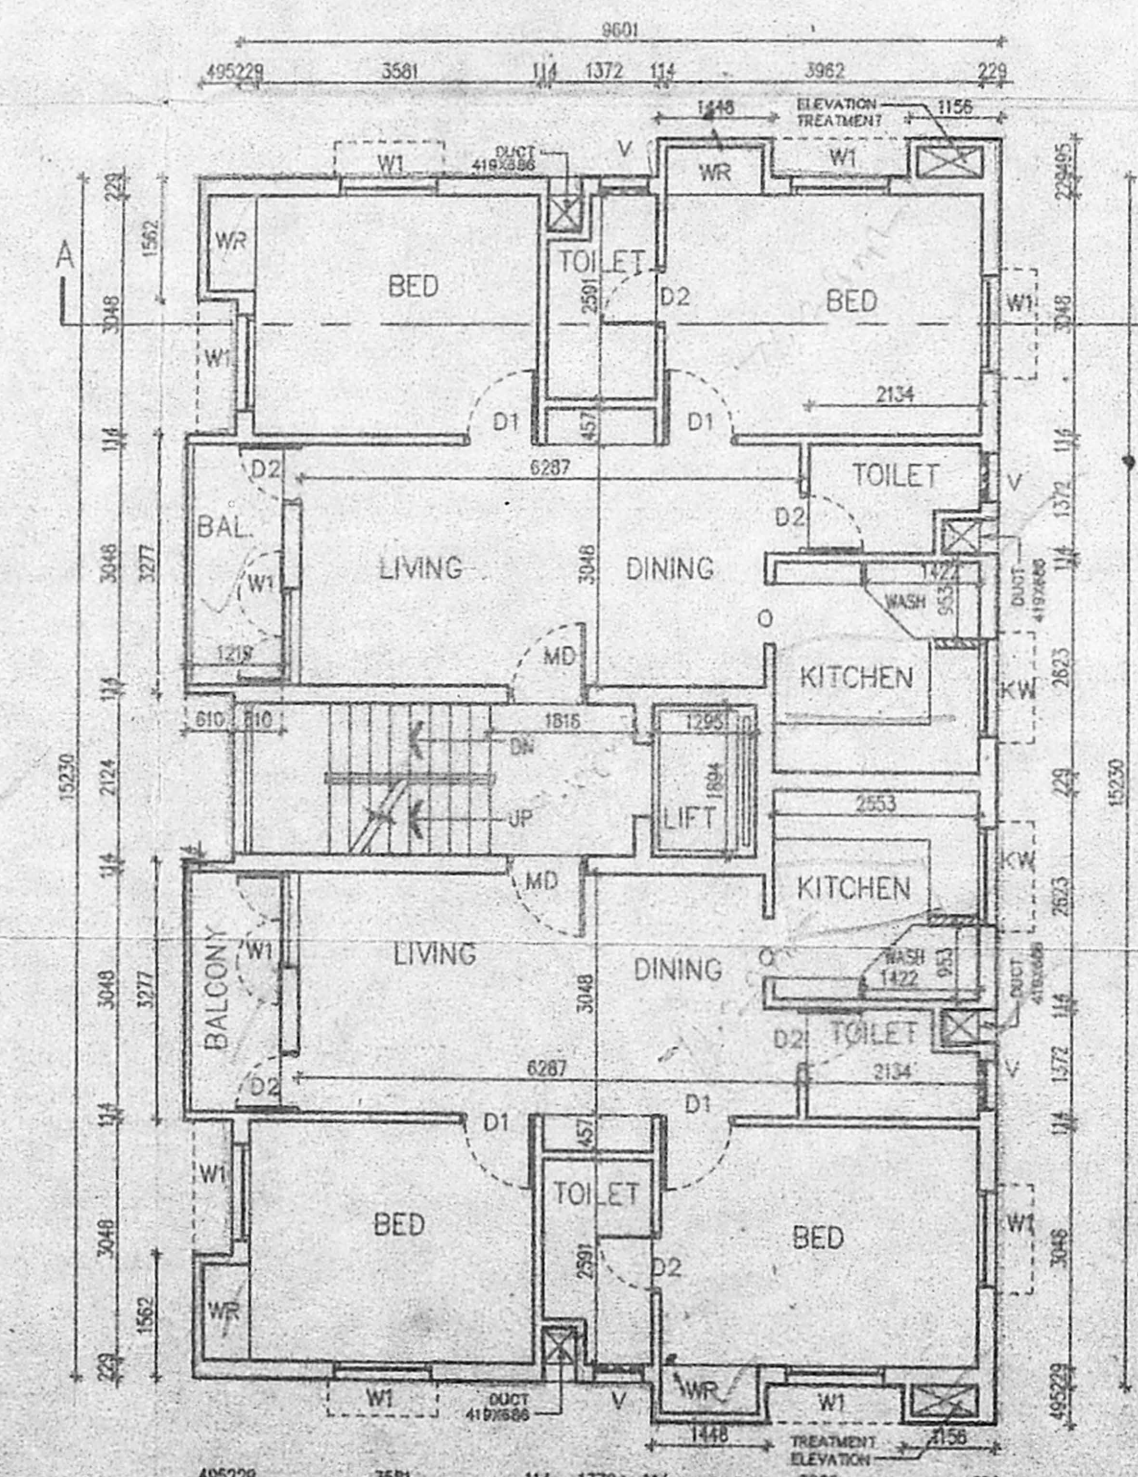 9601
495229 3581 114 1372 114 3962 229
1448 ELEVATION 1156
TREATMENT
DUCT
419X686
V
W1 WR W1
229 229495
1562
WR
A
TOILET
BED BED
2591
D2
3048 W1 3048
W1
2134
D1 D1
114 457 114
D2 6287 TOILET V
1372
D2
BAL.
3048 3277 LIVING 3048 DINING
W1
114
1422
WASH 953
DUCT
419X686
O
1219 MD KITCHEN
KW 2623
114
610 610 1816 1295
DN
15230 2124 1894 229 15230
2553
UP LIFT
114 MD KITCHEN KW
2623
BALCONY W1 LIVING DINING O WASH 953
1422
DUCT
419X686
3048 3277 3048
114
D2 TOILET
V 1372
6287 2134
D2
D1 D1
114 457 114
W1 TOILET
BED BED W1
3048 2591 D2 3048
1562 WR
229 495229
W1 DUCT V WR W1
419X686
1448 TREATMENT 1156
ELEVATION
495229 3581 114 1372 114